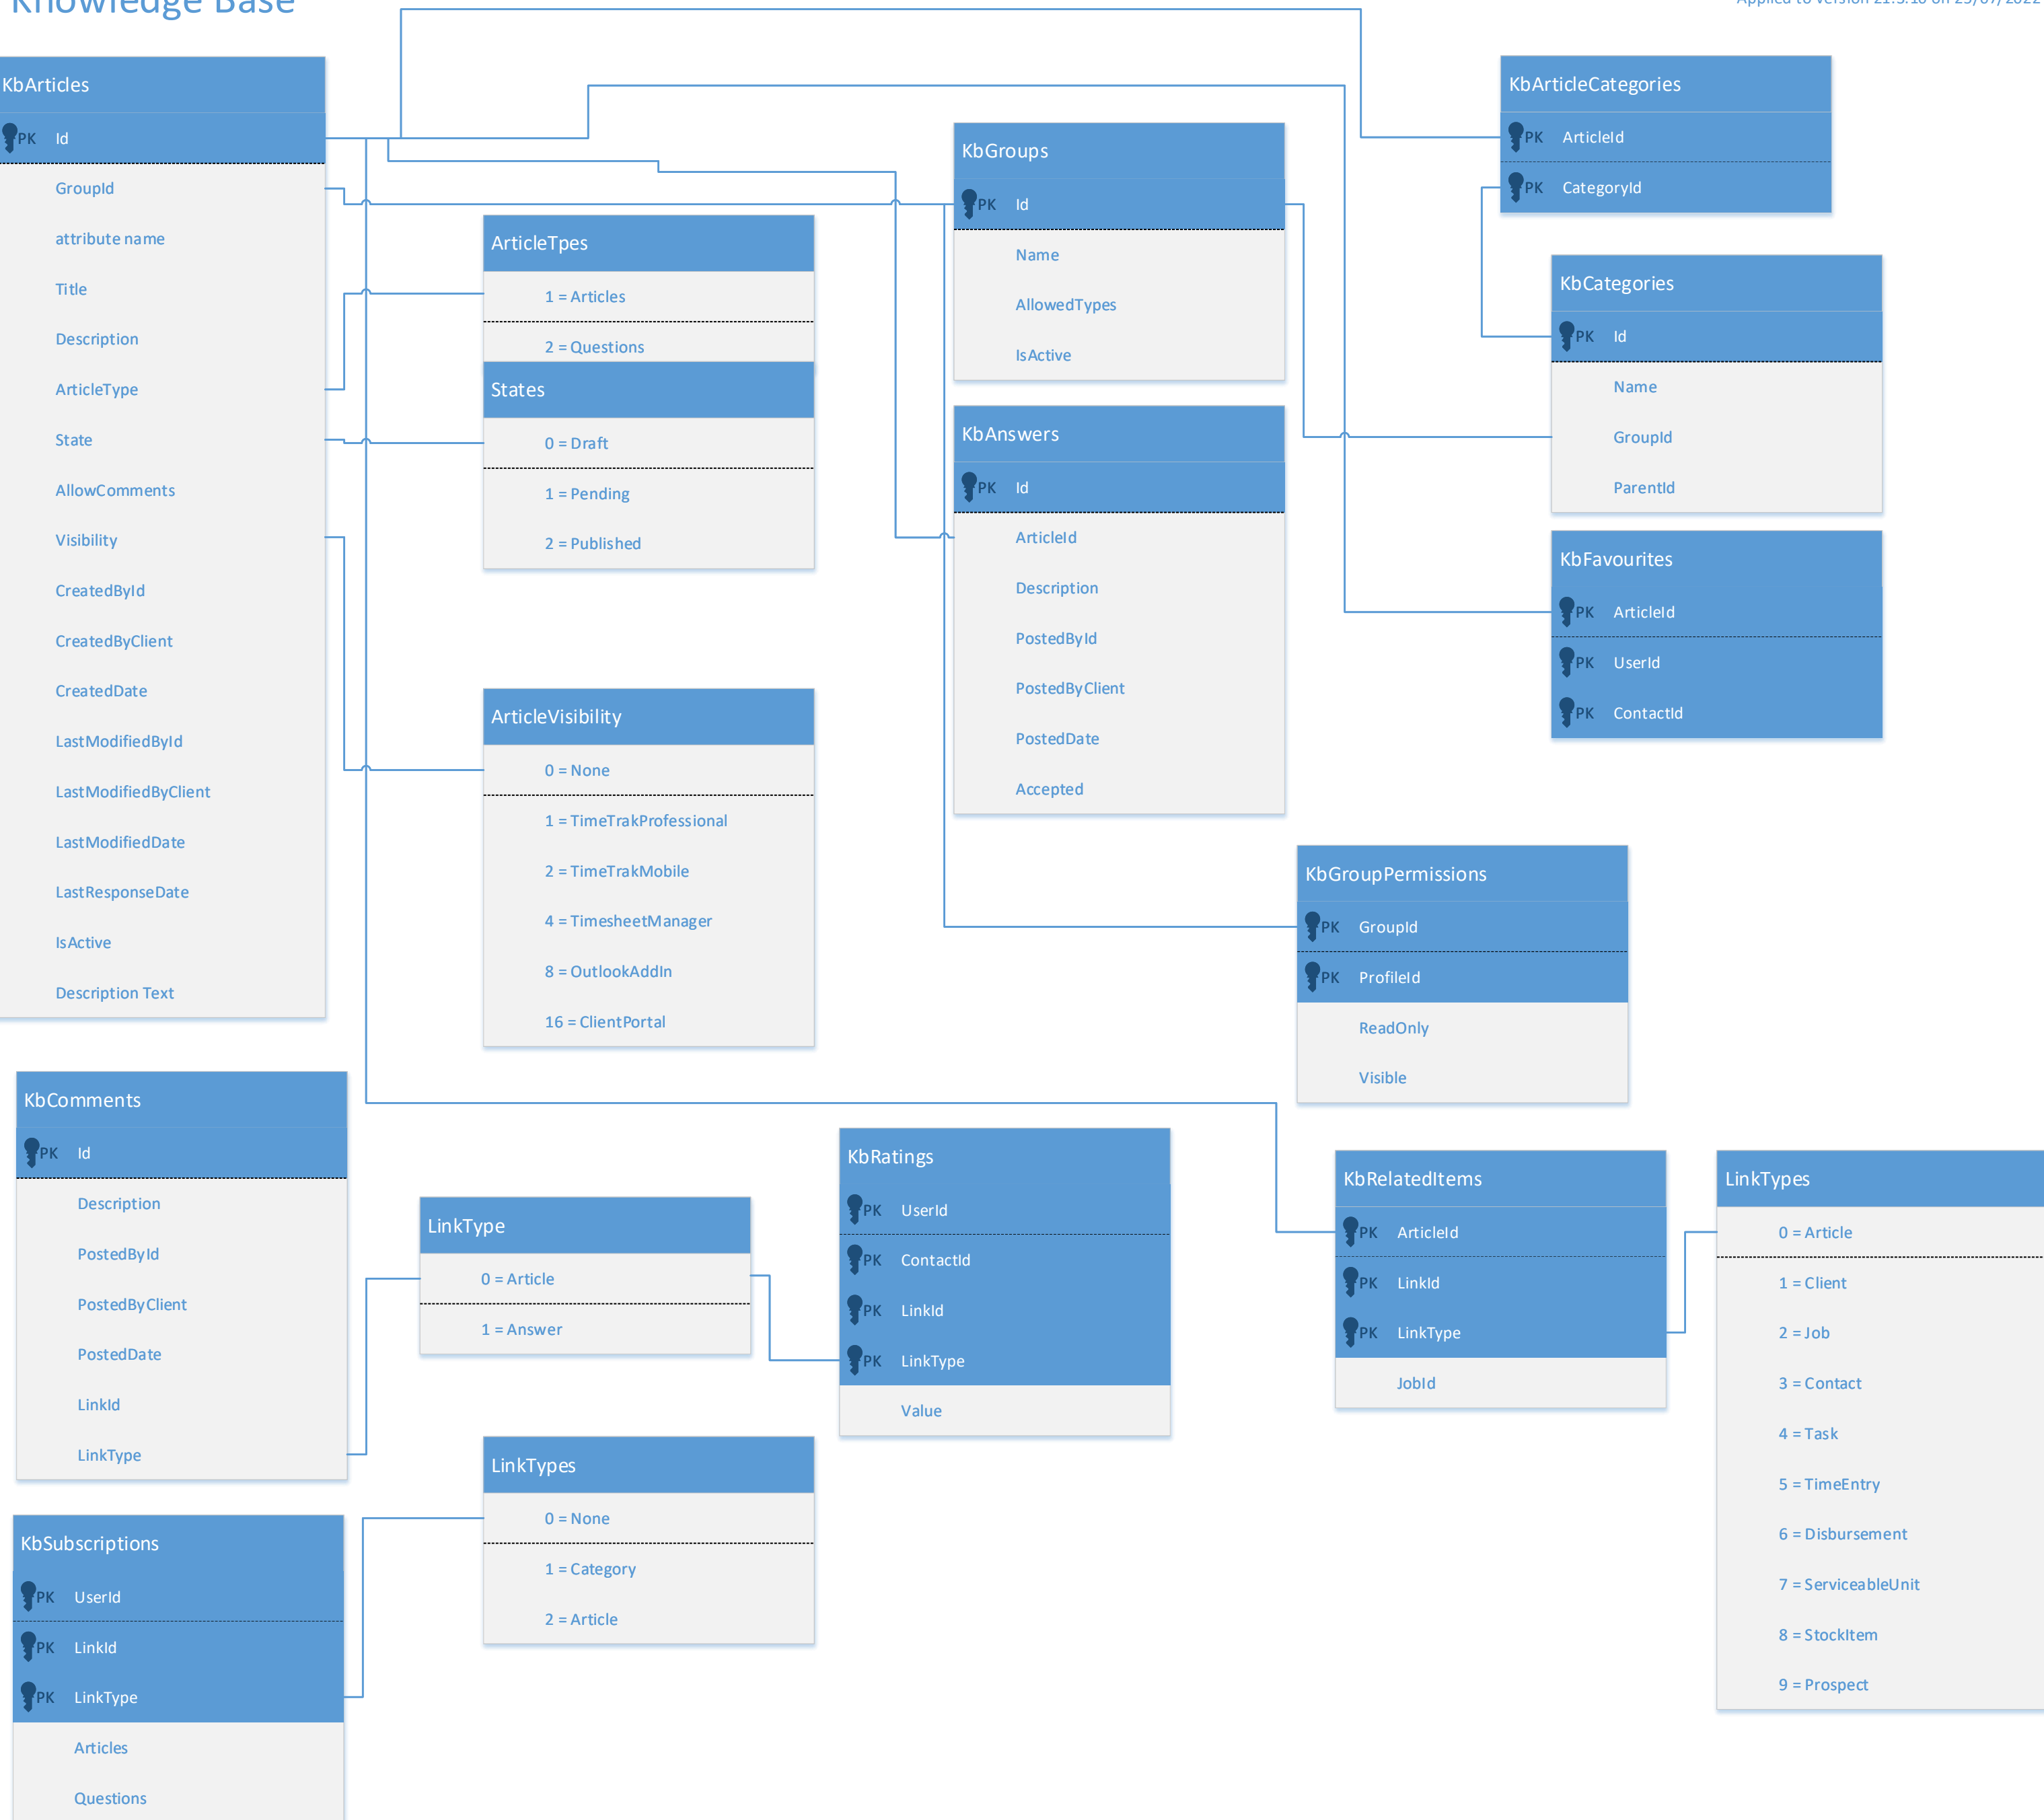 Knowledge Base
KbArticles
PK Id
GroupId
attribute name
Title
Description
ArticleType
State
AllowComments
Visibility
CreatedById
CreatedByClient
CreatedDate
LastModifiedById
LastModifiedByClient
LastModifiedDate
LastResponseDate
IsActive
Description Text
ArticleTpes
1 = Articles
2 = Questions
States
0 = Draft
1 = Pending
2 = Published
ArticleVisibility
0 = None
1 = TimeTrakProfessional
2 = TimeTrakMobile
4 = TimesheetManager
8 = OutlookAddIn
16 = ClientPortal
KbGroups
PK Id
Name
AllowedTypes
IsActive
KbAnswers
PK Id
ArticleId
Description
PostedById
PostedByClient
PostedDate
Accepted
KbArticleCategories
PK ArticleId
PK CategoryId
KbCategories
PK Id
Name
GroupId
ParentId
KbFavourites
PK ArticleId
PK UserId
PK ContactId
KbGroupPermissions
PK GroupId
PK ProfileId
ReadOnly
Visible
KbComments
PK Id
Description
PostedById
PostedByClient
PostedDate
LinkId
LinkType
LinkType
0 = Article
1 = Answer
KbRatings
PK UserId
PK ContactId
PK LinkId
PK LinkType
Value
KbRelatedItems
PK ArticleId
PK LinkId
PK LinkType
JobId
LinkTypes
0 = Article
1 = Client
2 = Job
3 = Contact
4 = Task
5 = TimeEntry
6 = Disbursement
7 = ServiceableUnit
8 = StockItem
9 = Prospect
LinkTypes
0 = None
1 = Category
2 = Article
KbSubscriptions
PK UserId
PK LinkId
PK LinkType
Articles
Questions